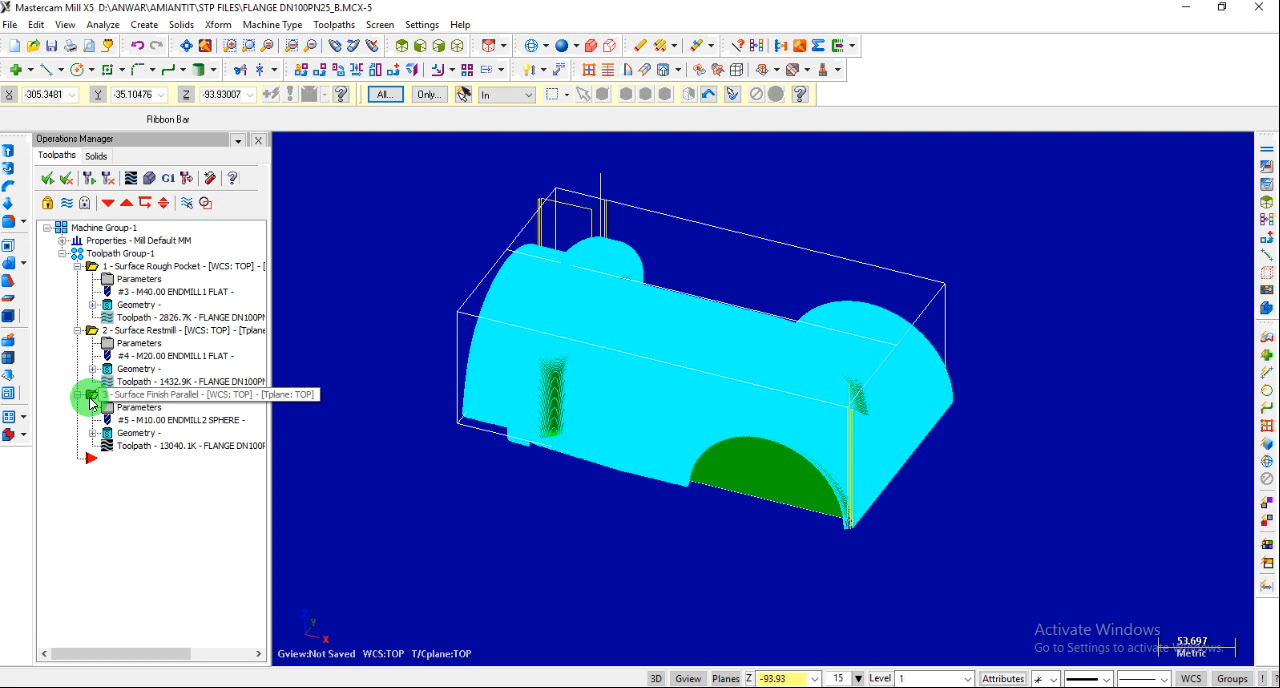 Mastercam Mill X5 D:\ANWAR\AMIANTIT\STP FILES\FLANGE DN100PN25_B.MCX-5
File Edit View Analyze Create Solids Xform Machine Type Toolpaths Screen Settings Help
X -305.3481 Y -35.10476 Z -93.93007 All... Only... In
Ribbon Bar
Operations Manager
Toolpaths Solids
G1
Machine Group-1
Properties - Mill Default MM
Toolpath Group-1
1 - Surface Rough Pocket - [WCS: TOP] - [
Parameters
#3 - M40.00 ENDMILL1 FLAT -
Geometry -
Toolpath - 2826.7K - FLANGE DN100PN
2 - Surface Restmill - [WCS: TOP] - [Tplane
Parameters
#4 - M20.00 ENDMILL1 FLAT -
Geometry -
Toolpath - 1432.9K - FLANGE DN100PN
3 - Surface Finish Parallel - [WCS: TOP] - [Tplane: TOP]
Parameters
#5 - M10.00 ENDMILL2 SPHERE -
Geometry -
Toolpath - 13040.1K - FLANGE DN100P
Z
Y
X
Gview:Not Saved WCS:TOP T/Cplane:TOP
Activate Windows
Go to Settings to activate Windows.
53.697
Metric
3D Gview Planes Z -93.93 15 Level 1 Attributes WCS Groups ! ?